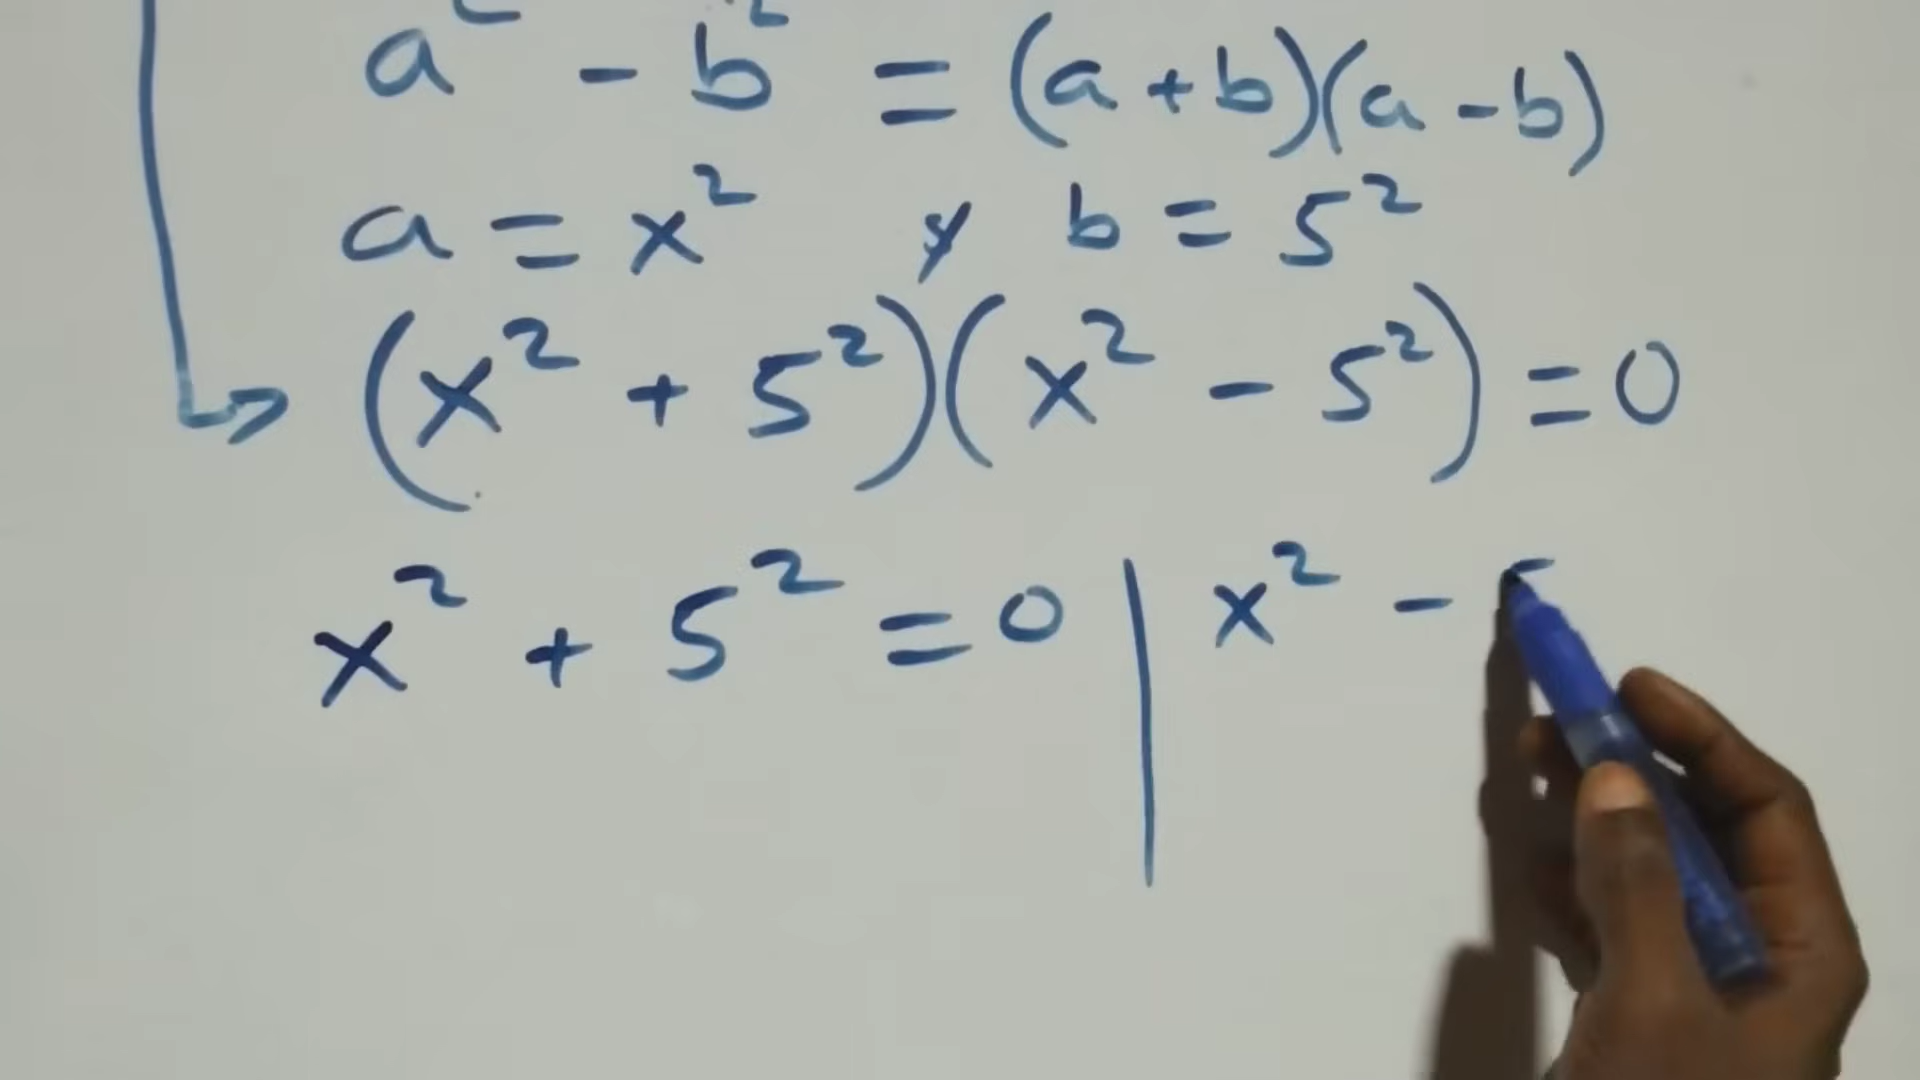 a² - b² = (a + b)(a - b)
a = x² y b = 5²
(x² + 5²)(x² - 5²) = 0
x² + 5² = 0 | x² -